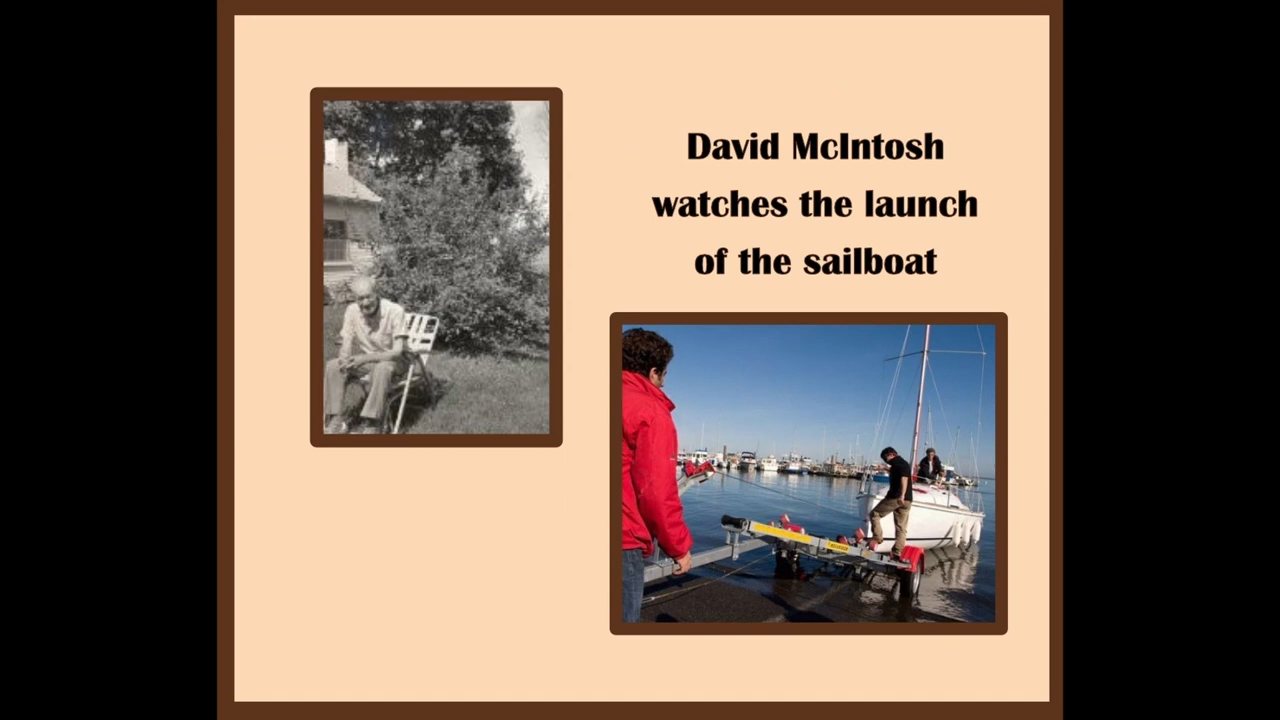 David McIntosh
watches the launch
of the sailboat